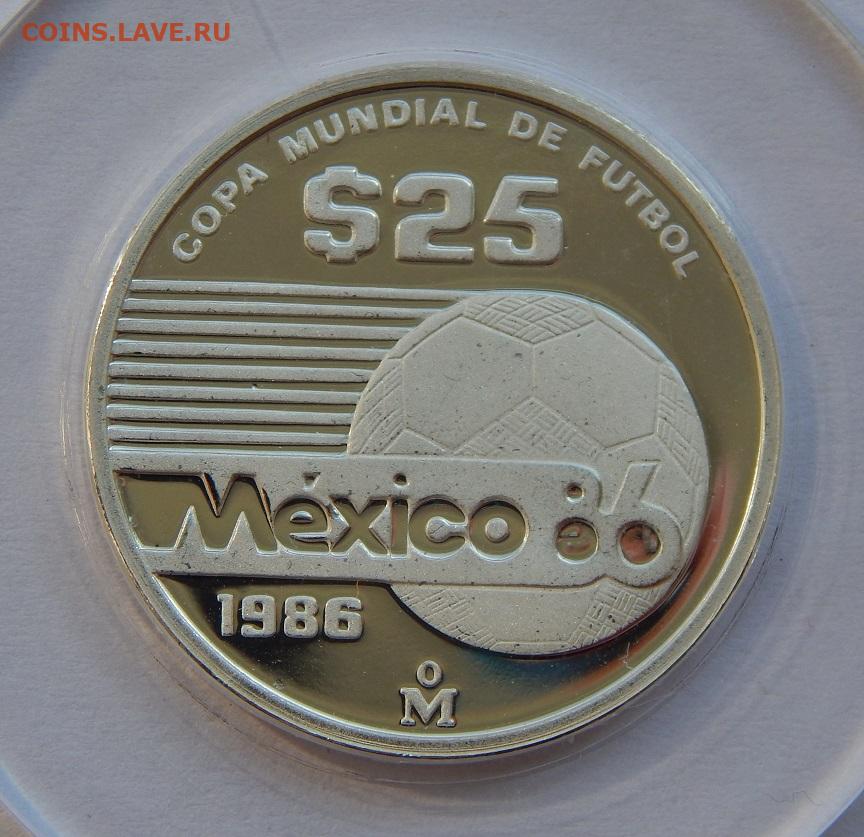 COINS.LAVE.RU
COPA MUNDIAL DE FUTBOL
$25
México 86
1986
o
M